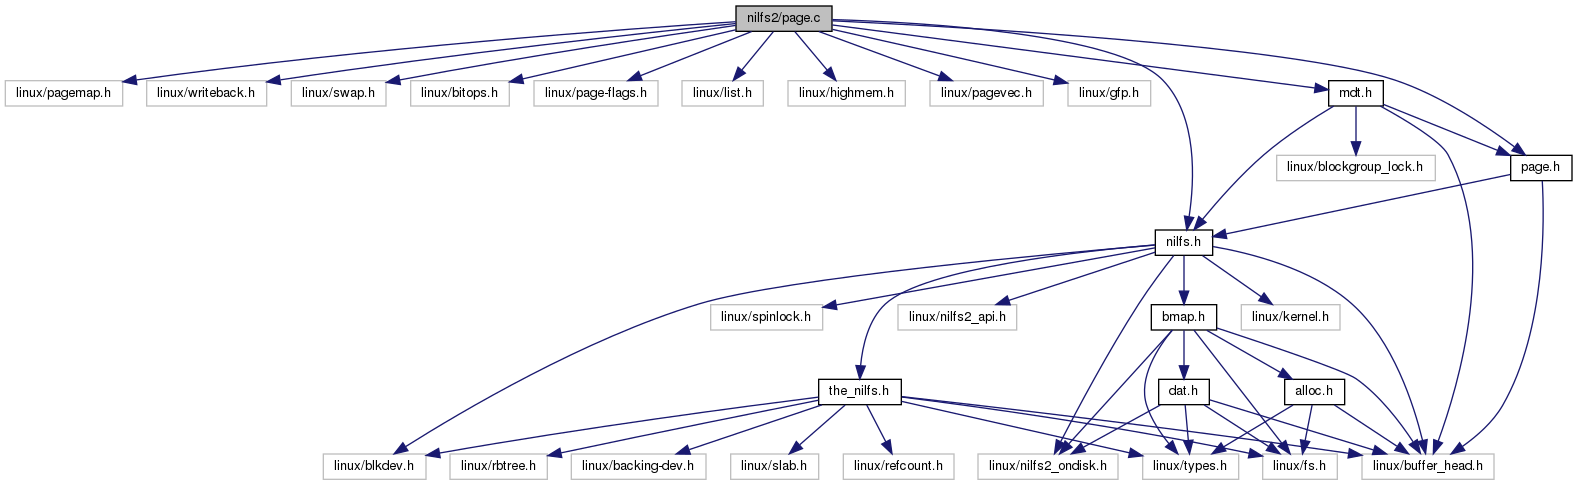 nilfs2/page.c
linux/pagemap.h
linux/writeback.h
linux/swap.h
linux/bitops.h
linux/page-flags.h
linux/list.h
linux/highmem.h
linux/pagevec.h
linux/gfp.h
mdt.h
linux/blockgroup_lock.h
page.h
nilfs.h
linux/spinlock.h
linux/nilfs2_api.h
bmap.h
linux/kernel.h
the_nilfs.h
dat.h
alloc.h
linux/blkdev.h
linux/rbtree.h
linux/backing-dev.h
linux/slab.h
linux/refcount.h
linux/nilfs2_ondisk.h
linux/types.h
linux/fs.h
linux/buffer_head.h